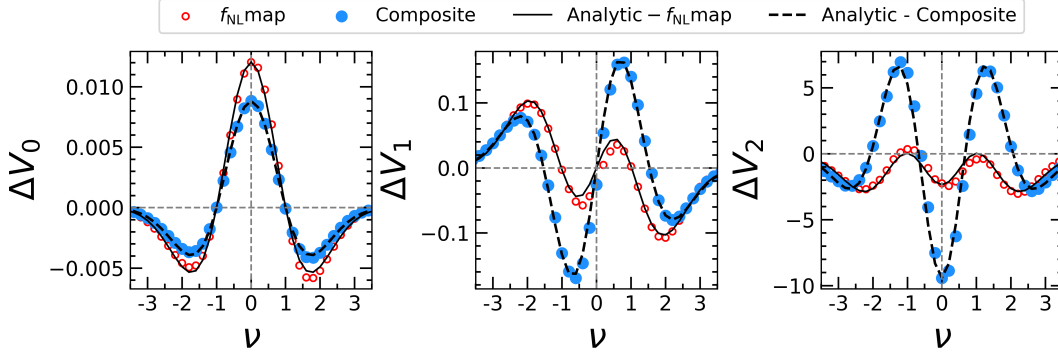 f_NL map Composite Analytic − f_NL map Analytic - Composite
ΔV_0
0.010
0.005
0.000
−0.005
-3 -2 -1 0 1 2 3
ν
ΔV_1
0.1
0.0
−0.1
-3 -2 -1 0 1 2 3
ν
ΔV_2
5
0
−5
−10
-3 -2 -1 0 1 2 3
ν